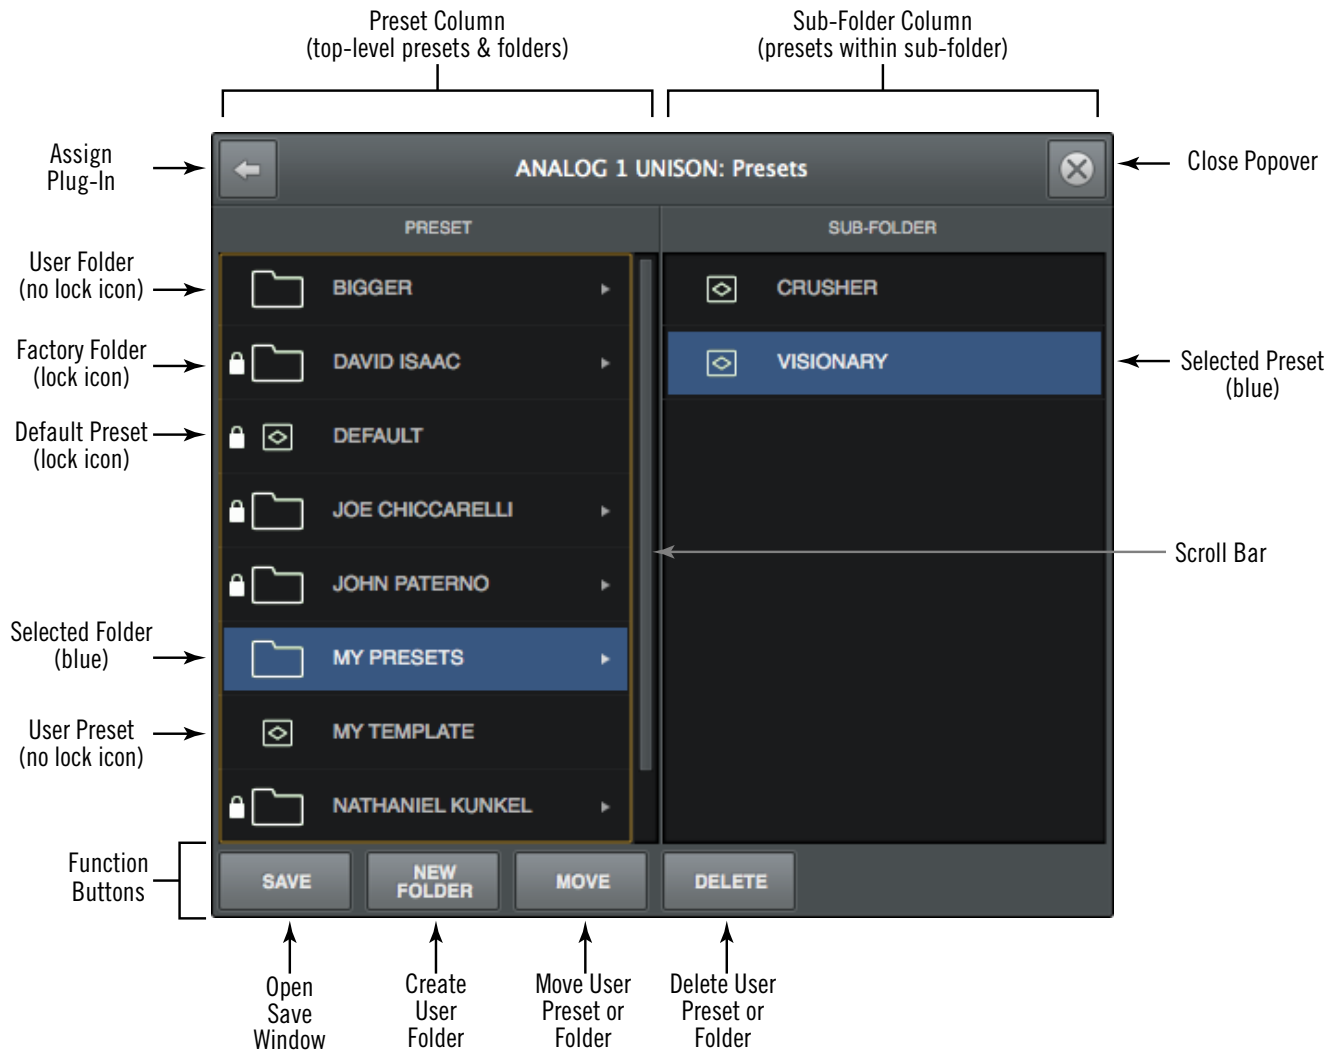 Preset Column
(top-level presets & folders)
Sub-Folder Column
(presets within sub-folder)
Assign
Plug-In
ANALOG 1 UNISON: Presets
Close Popover
PRESET
SUB-FOLDER
User Folder
(no lock icon)
BIGGER
CRUSHER
Factory Folder
(lock icon)
DAVID ISAAC
VISIONARY
Selected Preset
(blue)
Default Preset
(lock icon)
DEFAULT
JOE CHICCARELLI
Scroll Bar
JOHN PATERNO
Selected Folder
(blue)
MY PRESETS
User Preset
(no lock icon)
MY TEMPLATE
NATHANIEL KUNKEL
Function
Buttons
SAVE
NEW
FOLDER
MOVE
DELETE
Open
Save
Window
Create
User
Folder
Move User
Preset or
Folder
Delete User
Preset or
Folder